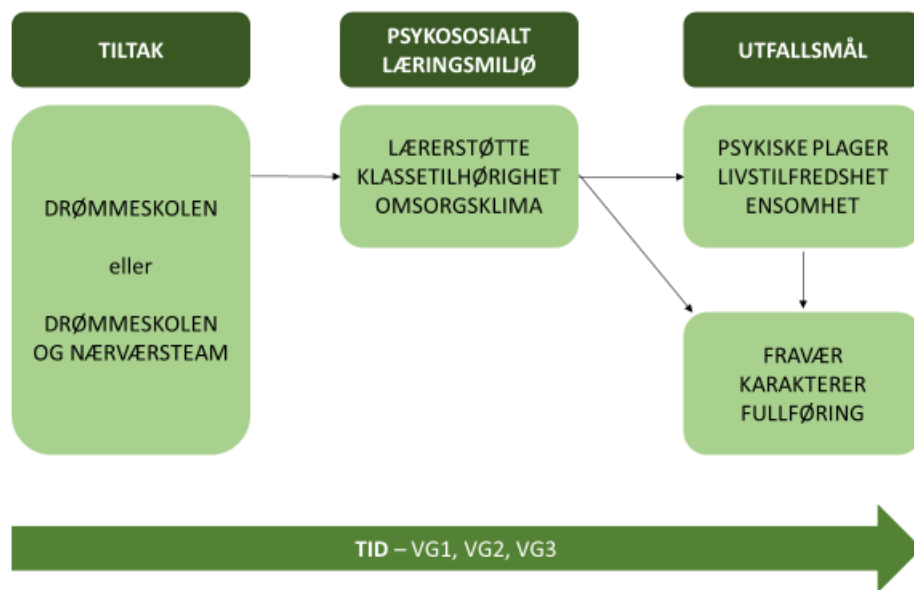 TILTAK
PSYKOSOSIALT
LÆRINGSMILJØ
UTFALLSMÅL
DRØMMESKOLEN
eller
DRØMMESKOLEN
OG NÆRVÆRSTEAM
LÆRERSTØTTE
KLASSETILHØRIGHET
OMSORGSKLIMA
PSYKISKE PLAGER
LIVSTILFREDSHET
ENSOMHET
FRAVÆR
KARAKTERER
FULLFØRING
TID – VG1, VG2, VG3